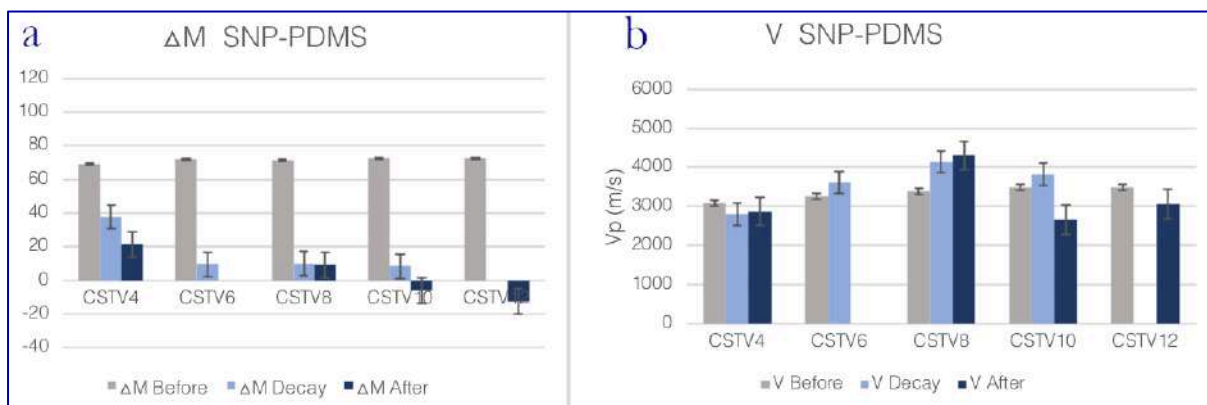 a
ΔM SNP-PDMS
120
100
80
60
40
20
0
-20
-40
CSTV4 CSTV6 CSTV8 CSTV10
ΔM Before ΔM Decay ΔM After
b
V SNP-PDMS
Vp (m/s)
6000
5000
4000
3000
2000
1000
0
CSTV4 CSTV6 CSTV8 CSTV10 CSTV12
V Before V Decay V After